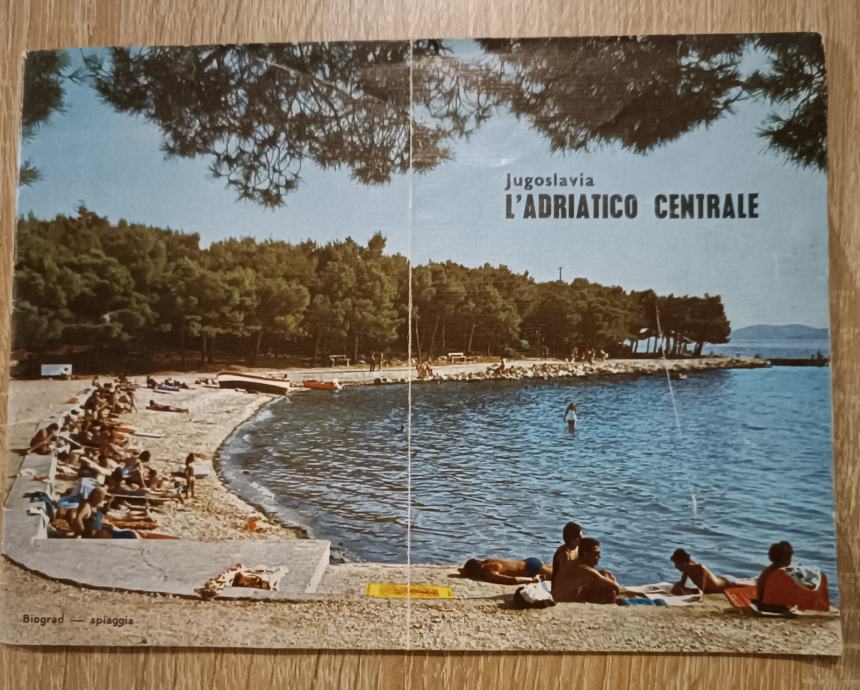 Jugoslavia
L'ADRIATICO CENTRALE
Biograd — spiaggia